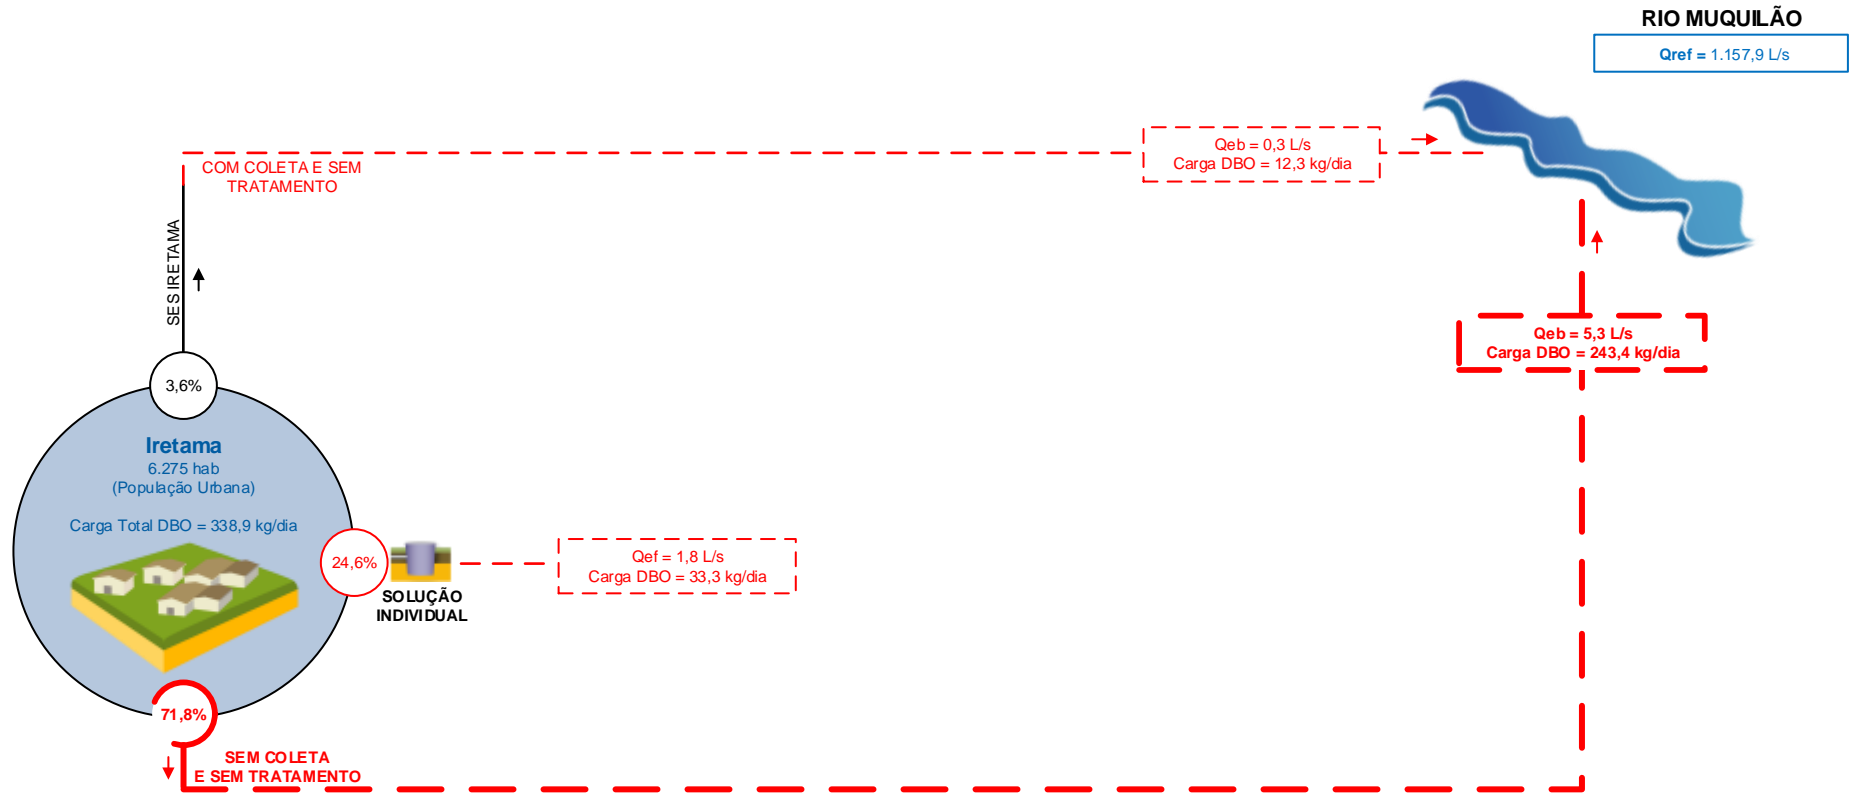 RIO MUQUILÃO
Qref = 1.157,9 L/s
COM COLETA E SEM
TRATAMENTO
Qeb = 0,3 L/s
Carga DBO = 12,3 kg/dia
SES IRETAMA
Qeb = 5,3 L/s
Carga DBO = 243,4 kg/dia
3,6%
Iretama
6.275 hab
(População Urbana)
Carga Total DBO = 338,9 kg/dia
24,6%
SOLUÇÃO
INDIVIDUAL
Qef = 1,8 L/s
Carga DBO = 33,3 kg/dia
71,8%
SEM COLETA
E SEM TRATAMENTO